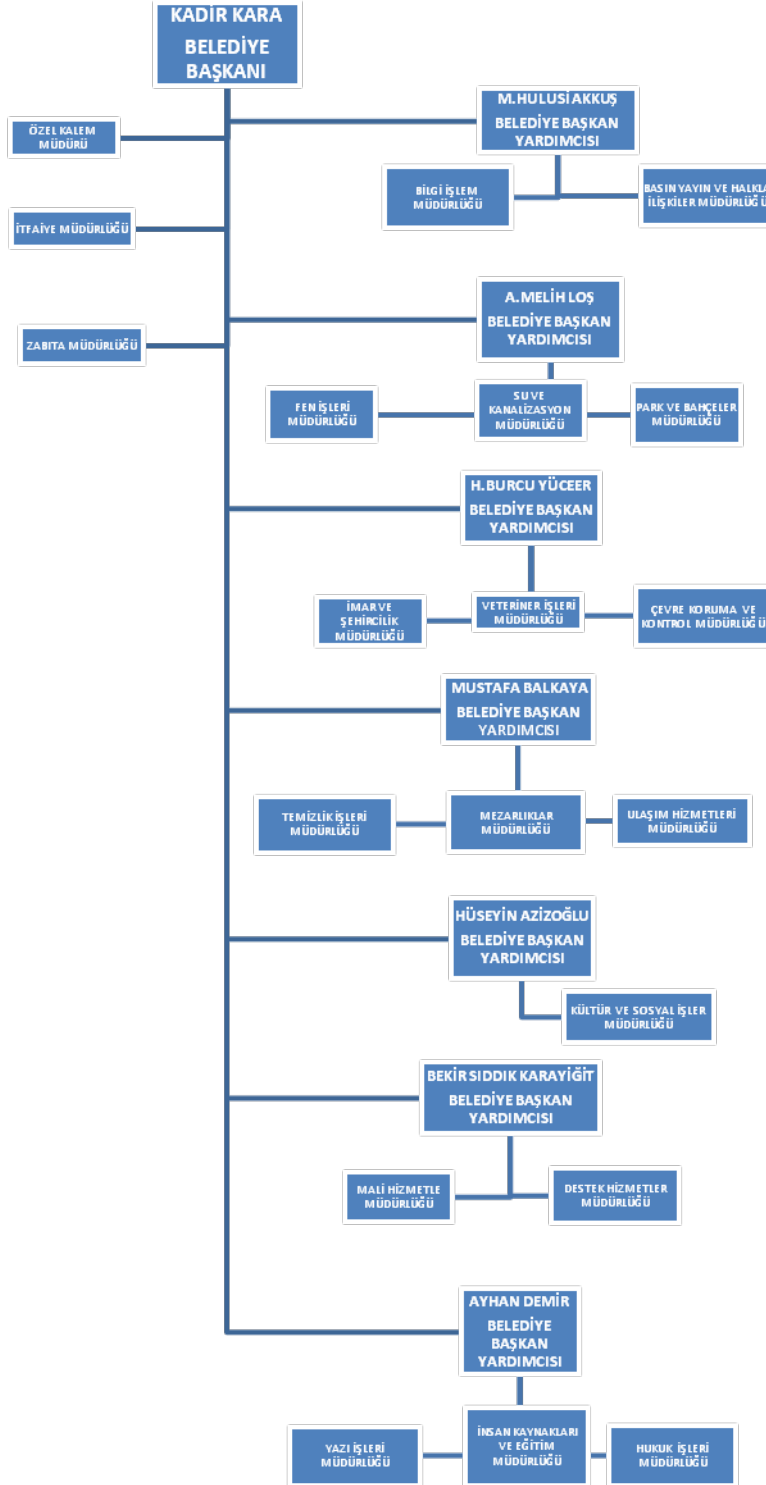 KADİR KARA
BELEDİYE
BAŞKANI
ÖZEL KALEM
MÜDÜRÜ
İTFAİYE MÜDÜRLÜĞÜ
ZABITA MÜDÜRLÜĞÜ
M.HULUSİ AKKUŞ
BELEDİYE BAŞKAN
YARDIMCISI
BİLGİ İŞLEM
MÜDÜRLÜĞÜ
BASIN YAYIN VE HALKLA
İLİŞKİLER MÜDÜRLÜĞÜ
A.MELİH LOŞ
BELEDİYE BAŞKAN
YARDIMCISI
FEN İŞLERİ
MÜDÜRLÜĞÜ
SU VE
KANALİZASYON
MÜDÜRLÜĞÜ
PARK VE BAHÇELER
MÜDÜRLÜĞÜ
H.BURCU YÜCEER
BELEDİYE BAŞKAN
YARDIMCISI
İMAR VE
ŞEHİRCİLİK
MÜDÜRLÜĞÜ
VETERİNER İŞLERİ
MÜDÜRLÜĞÜ
ÇEVRE KORUMA VE
KONTROL MÜDÜRLÜĞÜ
MUSTAFA BALKAYA
BELEDİYE BAŞKAN
YARDIMCISI
TEMİZLİK İŞLERİ
MÜDÜRLÜĞÜ
MEZARLIKLAR
MÜDÜRLÜĞÜ
ULAŞIM HİZMETLERİ
MÜDÜRLÜĞÜ
HÜSEYİN AZİZOĞLU
BELEDİYE BAŞKAN
YARDIMCISI
KÜLTÜR VE SOSYAL İŞLER
MÜDÜRLÜĞÜ
BEKİR SIDDIK KARAYİĞİT
BELEDİYE BAŞKAN
YARDIMCISI
MALİ HİZMETLE
MÜDÜRLÜĞÜ
DESTEK HİZMETLER
MÜDÜRLÜĞÜ
AYHAN DEMİR
BELEDİYE
BAŞKAN
YARDIMCISI
YAZI İŞLERİ
MÜDÜRLÜĞÜ
İNSAN KAYNAKLARI
VE EĞİTİM
MÜDÜRLÜĞÜ
HUKUK İŞLERİ
MÜDÜRLÜĞÜ